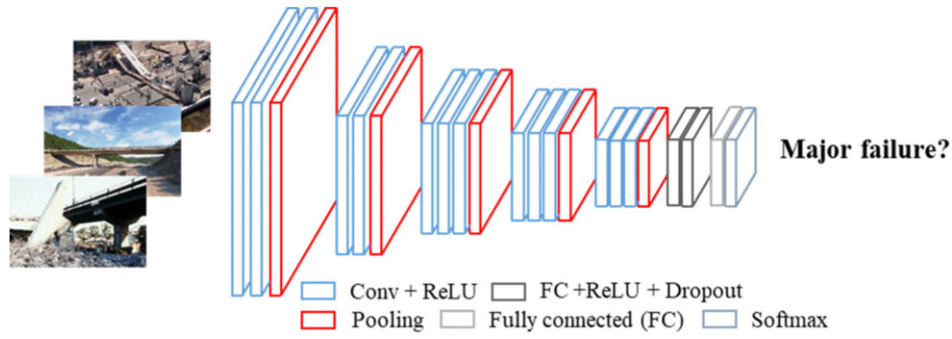 Major failure?
Conv + ReLU
FC +ReLU + Dropout
Pooling
Fully connected (FC)
Softmax